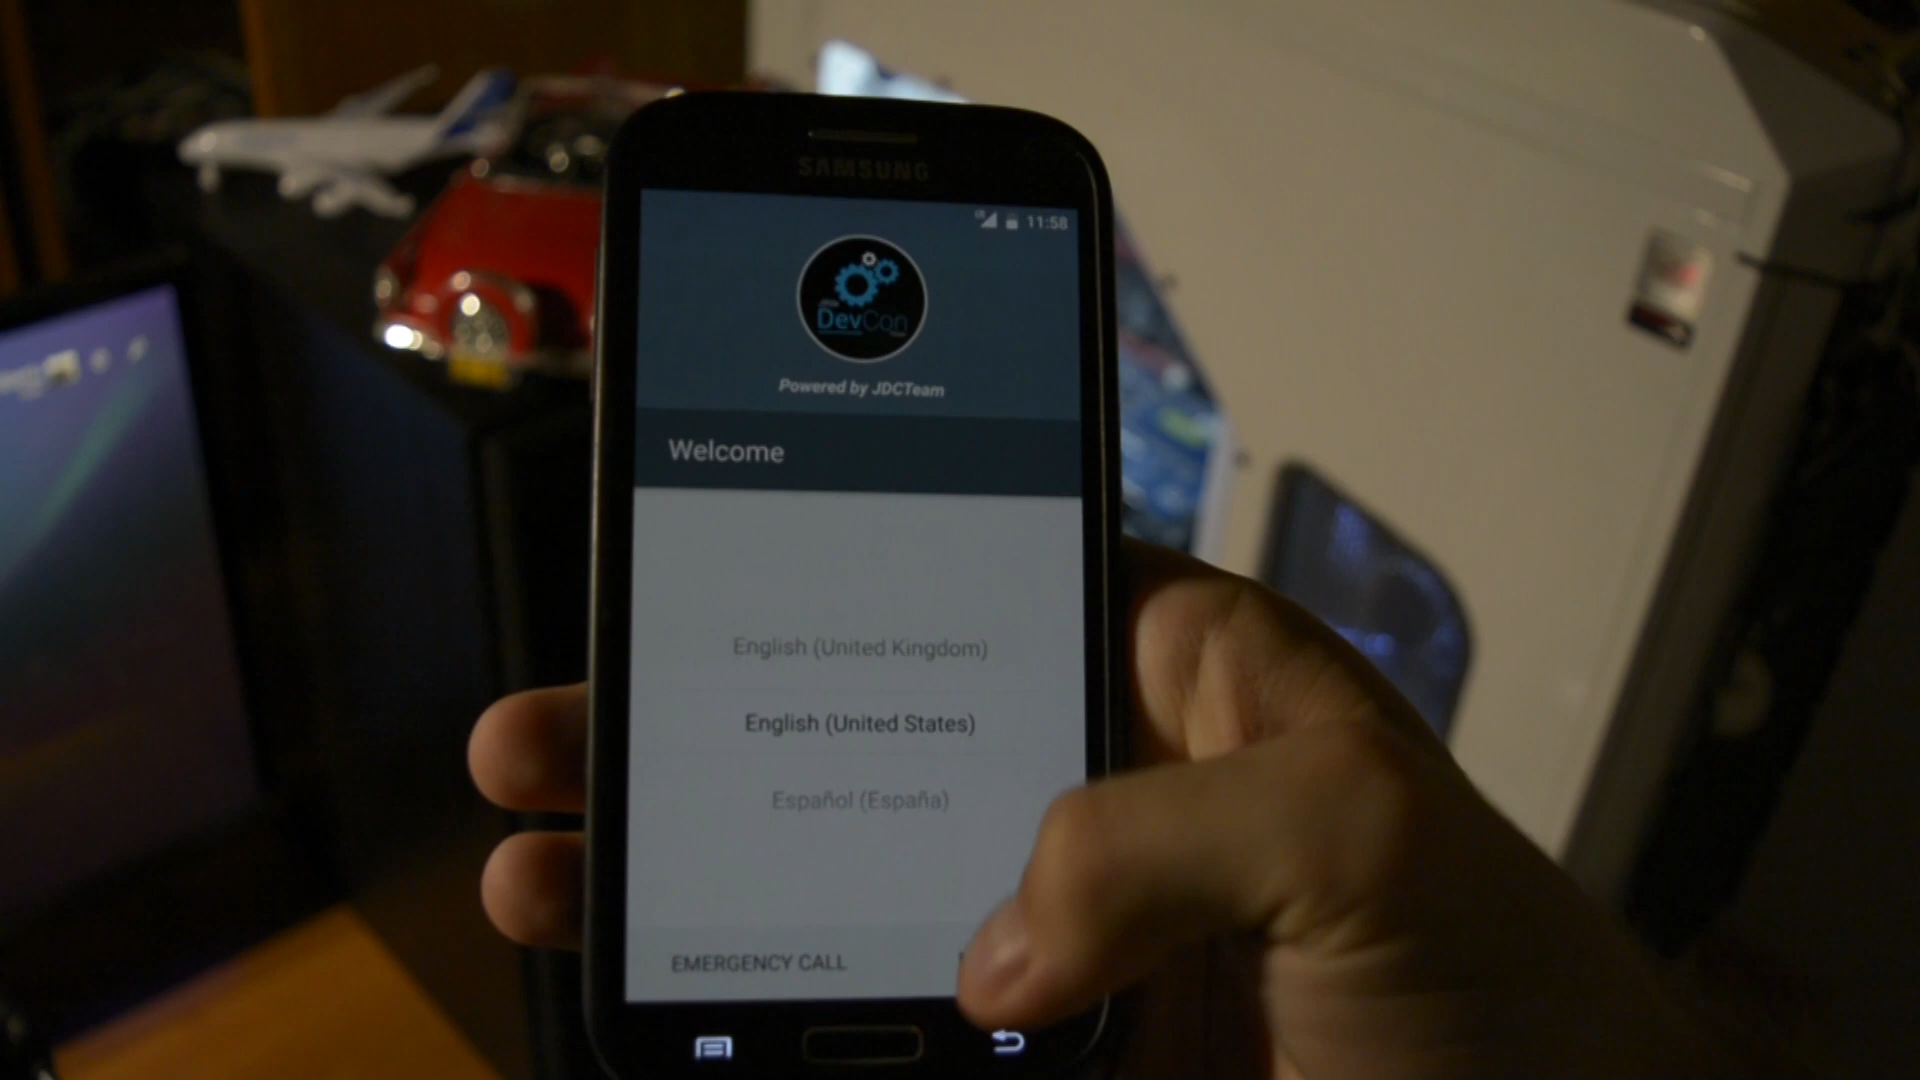 SAMSUNG
11:58
DevCon
Powered by JDCTeam
Welcome
English (United Kingdom)
English (United States)
Español (España)
EMERGENCY CALL